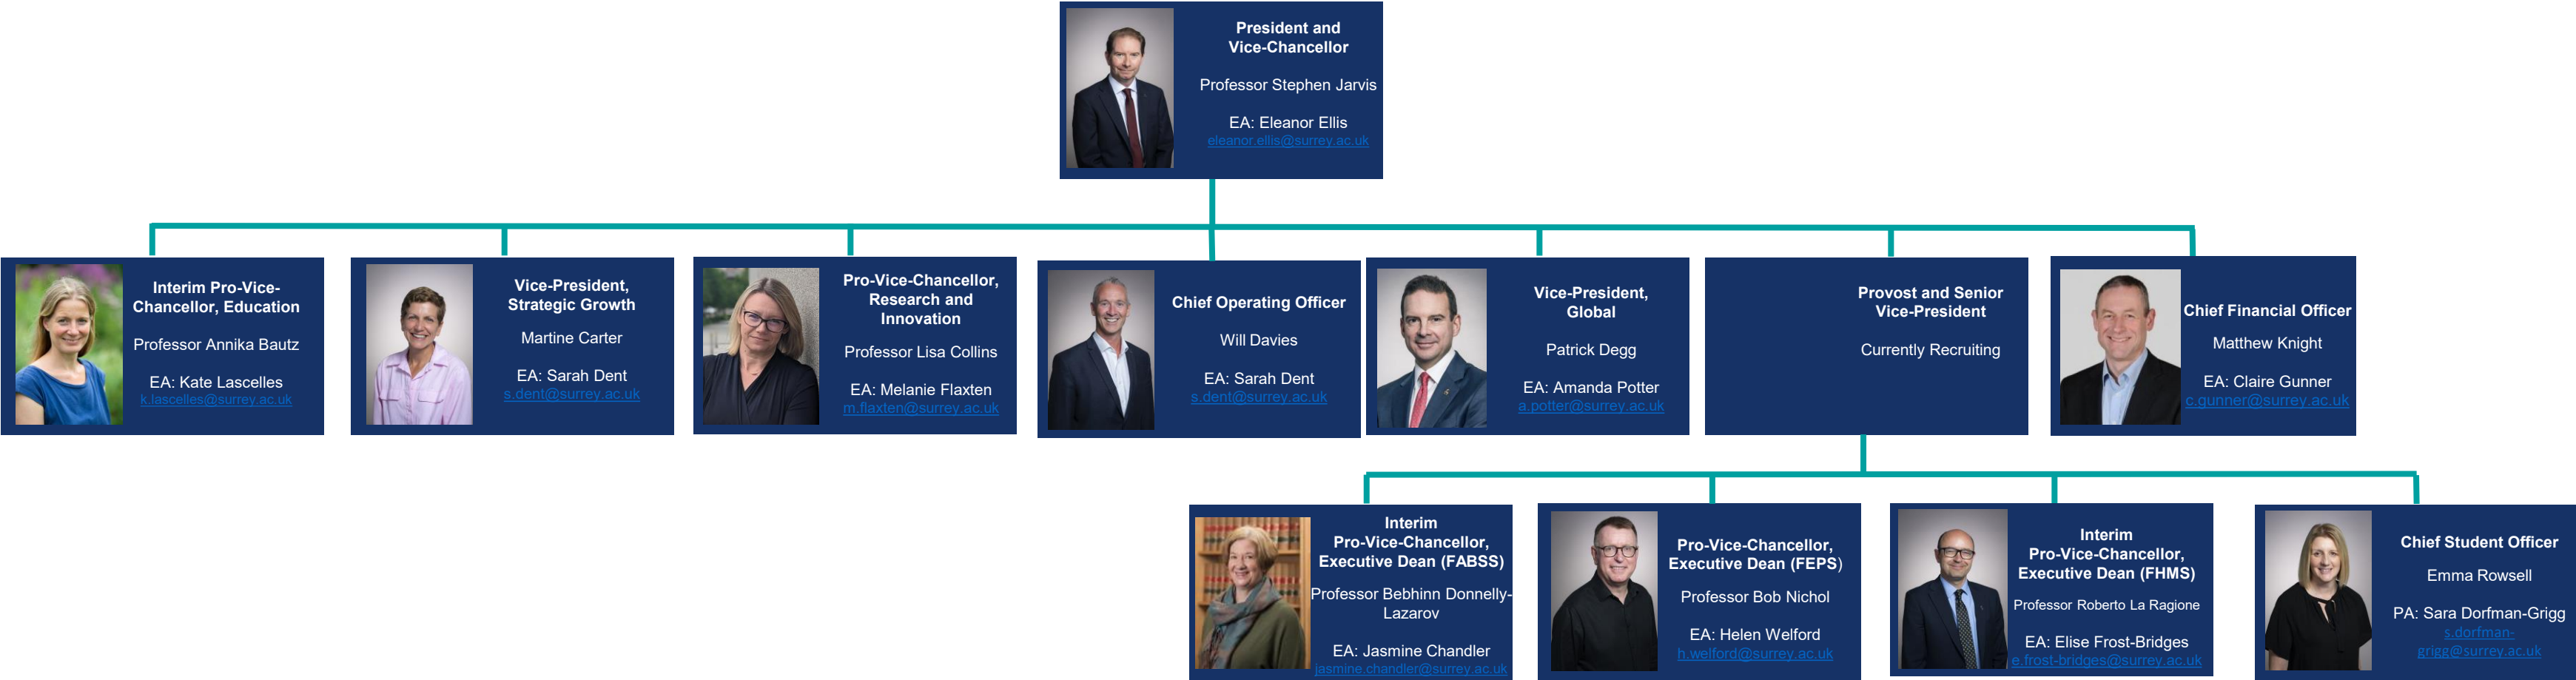 President and
Vice-Chancellor
Professor Stephen Jarvis
EA: Eleanor Ellis
eleanor.ellis@surrey.ac.uk
Interim Pro-Vice-
Chancellor, Education
Professor Annika Bautz
EA: Kate Lascelles
k.lascelles@surrey.ac.uk
Vice-President,
Strategic Growth
Martine Carter
EA: Sarah Dent
s.dent@surrey.ac.uk
Pro-Vice-Chancellor,
Research and
Innovation
Professor Lisa Collins
EA: Melanie Flaxten
m.flaxten@surrey.ac.uk
Chief Operating Officer
Will Davies
EA: Sarah Dent
s.dent@surrey.ac.uk
Vice-President,
Global
Patrick Degg
EA: Amanda Potter
a.potter@surrey.ac.uk
Provost and Senior
Vice-President
Currently Recruiting
Chief Financial Officer
Matthew Knight
EA: Claire Gunner
c.gunner@surrey.ac.uk
Interim
Pro-Vice-Chancellor,
Executive Dean (FABSS)
Professor Bebhinn Donnelly-
Lazarov
EA: Jasmine Chandler
jasmine.chandler@surrey.ac.uk
Pro-Vice-Chancellor,
Executive Dean (FEPS)
Professor Bob Nichol
EA: Helen Welford
h.welford@surrey.ac.uk
Interim
Pro-Vice-Chancellor,
Executive Dean (FHMS)
Professor Roberto La Ragione
EA: Elise Frost-Bridges
e.frost-bridges@surrey.ac.uk
Chief Student Officer
Emma Rowsell
PA: Sara Dorfman-Grigg
s.dorfman-
grigg@surrey.ac.uk